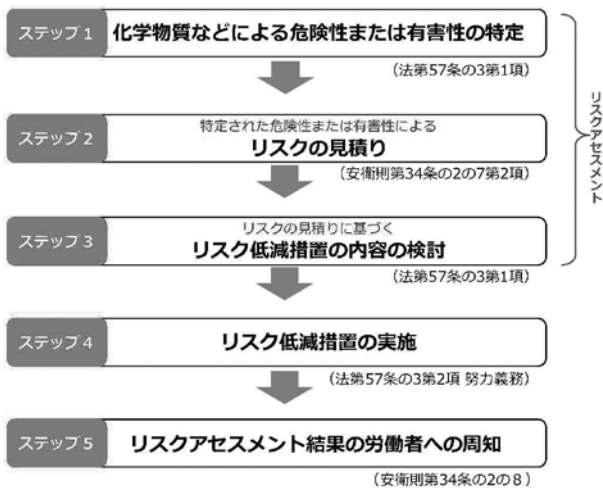 ステップ1
化学物質などによる危険性または有害性の特定
(法第57条の3第1項)
ステップ2
特定された危険性または有害性による
リスクの見積り
(安衛則第34条の2の7第2項)
ステップ3
リスクの見積りに基づく
リスク低減措置の内容の検討
(法第57条の3第1項)
リスクアセスメント
ステップ4
リスク低減措置の実施
(法第57条の3第2項 努力義務)
ステップ5
リスクアセスメント結果の労働者への周知
(安衛則第34条の2の8)